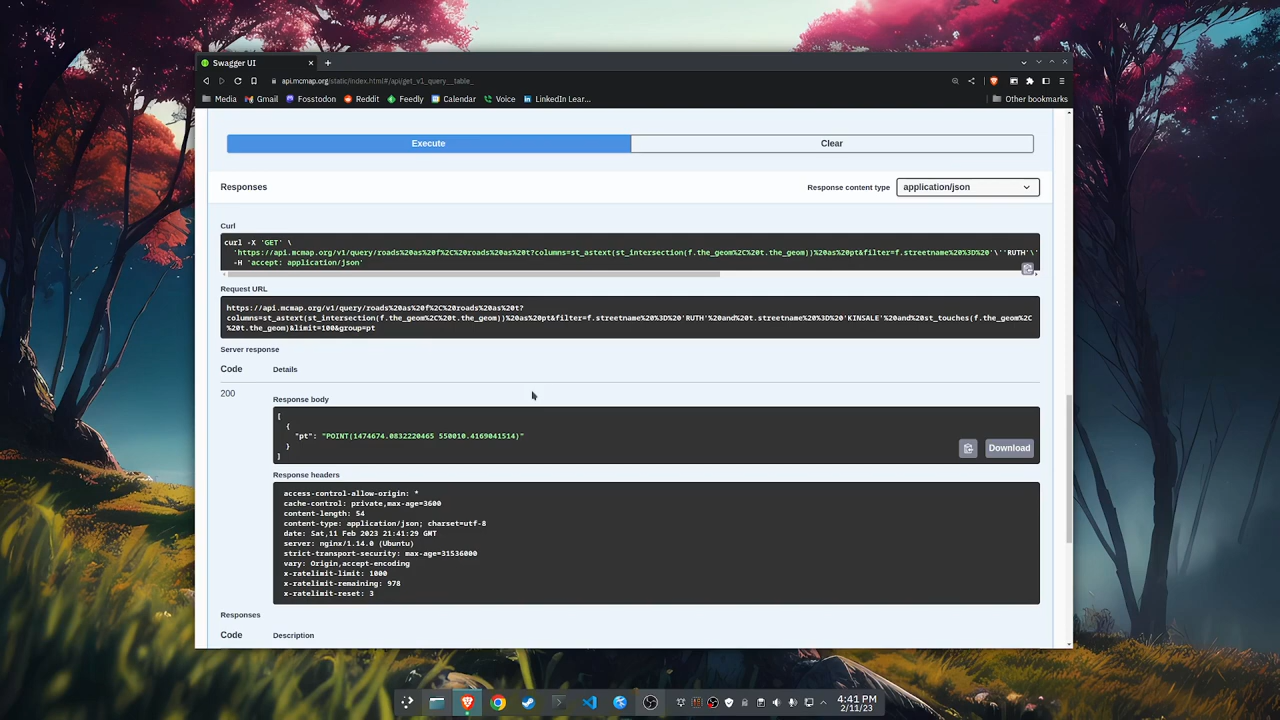 Swagger UI
api.mcmap.org/static/index.html#/api/get_v1_query__table_
Media Gmail Fosstodon Reddit Feedly Calendar Voice LinkedIn Lear... Other bookmarks
Execute Clear
Responses Response content type application/json
Curl
curl -X 'GET' \
'https://api.mcmap.org/v1/query/roads%20as%20f%2C%20roads%20as%20t?columns=st_astext(st_intersection(f.the_geom%2C%20t.the_geom))%20as%20pt&filter=f.streetname%20%3D%20'\''RUTH'\'
-H 'accept: application/json'
Request URL
https://api.mcmap.org/v1/query/roads%20as%20f%2C%20roads%20as%20t?
columns=st_astext(st_intersection(f.the_geom%2C%20t.the_geom))%20as%20pt&filter=f.streetname%20%3D%20'RUTH'%20and%20t.streetname%20%3D%20'KINSALE'%20and%20st_touches(f.the_geom%2C
%20t.the_geom)&limit=100&group=pt
Server response
Code Details
200
Response body
[
{
"pt": "POINT(1474674.0832220465 550010.4169041514)"
}
]
Download
Response headers
access-control-allow-origin: *
cache-control: private,max-age=3600
content-length: 54
content-type: application/json; charset=utf-8
date: Sat,11 Feb 2023 21:41:29 GMT
server: nginx/1.14.0 (Ubuntu)
strict-transport-security: max-age=31536000
vary: Origin,accept-encoding
x-ratelimit-limit: 1000
x-ratelimit-remaining: 978
x-ratelimit-reset: 3
Responses
Code Description
4:41 PM
2/11/23